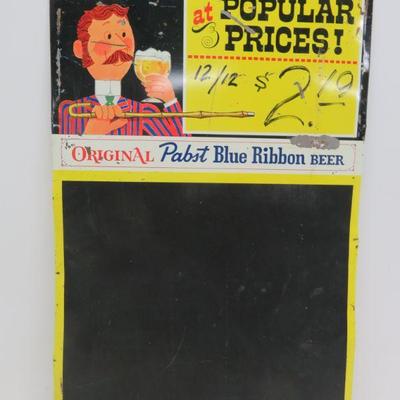 at POPULAR
PRICES!
12/12 $ 2.19
ORIGINAL Pabst Blue Ribbon BEER